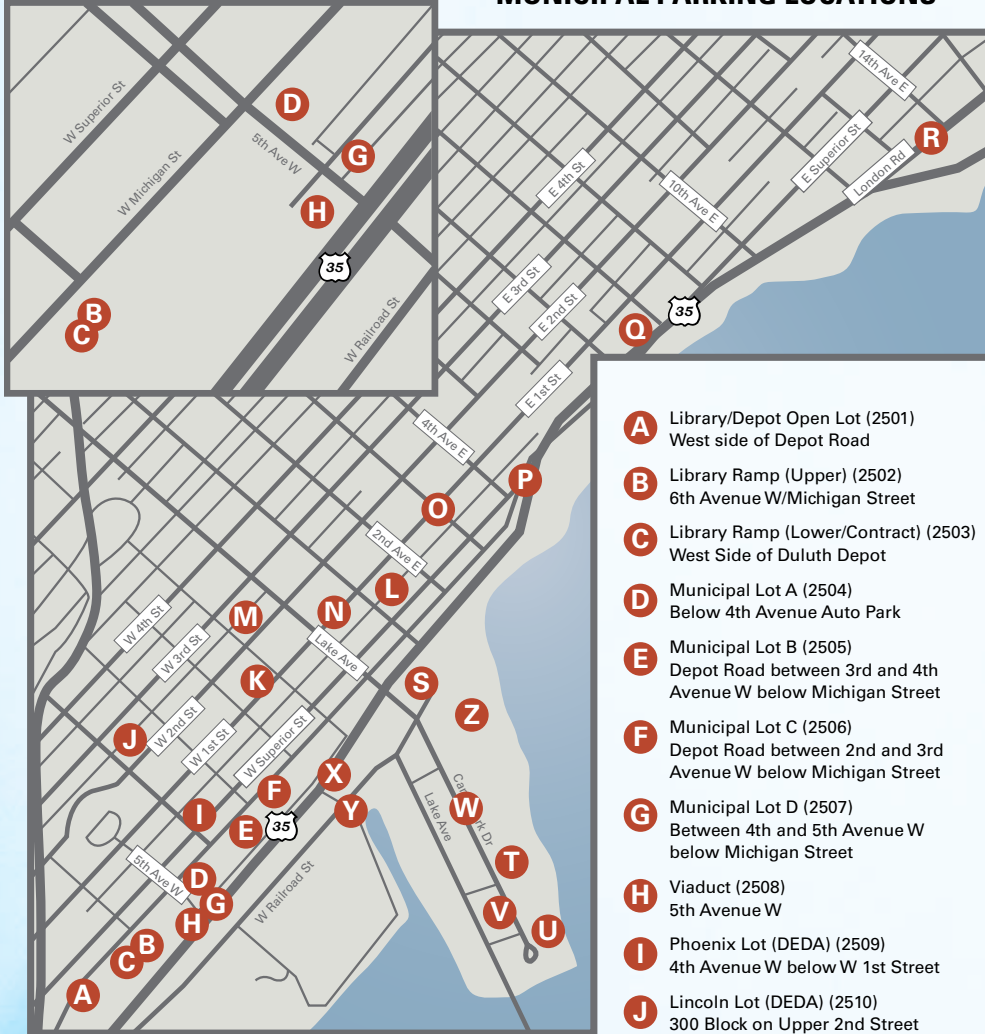 MUNICIPAL PARKING LOCATIONS
W Superior St
W Michigan St
5th Ave W
D
G
H
35
B
C
W Railroad St
14th Ave E
R
E Superior St
London Rd
E 4th St
10th Ave E
E 3rd St
E 2nd St
35
Q
E 1st St
4th Ave E
P
O
2nd Ave E
L
M
N
W 4th St
W 3rd St
Lake Ave
K
S
Z
J
W 2nd St
W 1st St
W Superior St
X
F
Y
I
E
35
Lake Ave
W
T
5th Ave W
D
G
H
W Railroad St
V
U
B
C
A
A Library/Depot Open Lot (2501)
West side of Depot Road
B Library Ramp (Upper) (2502)
6th Avenue W/Michigan Street
C Library Ramp (Lower/Contract) (2503)
West Side of Duluth Depot
D Municipal Lot A (2504)
Below 4th Avenue Auto Park
E Municipal Lot B (2505)
Depot Road between 3rd and 4th
Avenue W below Michigan Street
F Municipal Lot C (2506)
Depot Road between 2nd and 3rd
Avenue W below Michigan Street
G Municipal Lot D (2507)
Between 4th and 5th Avenue W
below Michigan Street
H Viaduct (2508)
5th Avenue W
I Phoenix Lot (DEDA) (2509)
4th Avenue W below W 1st Street
J Lincoln Lot (DEDA) (2510)
300 Block on Upper 2nd Street